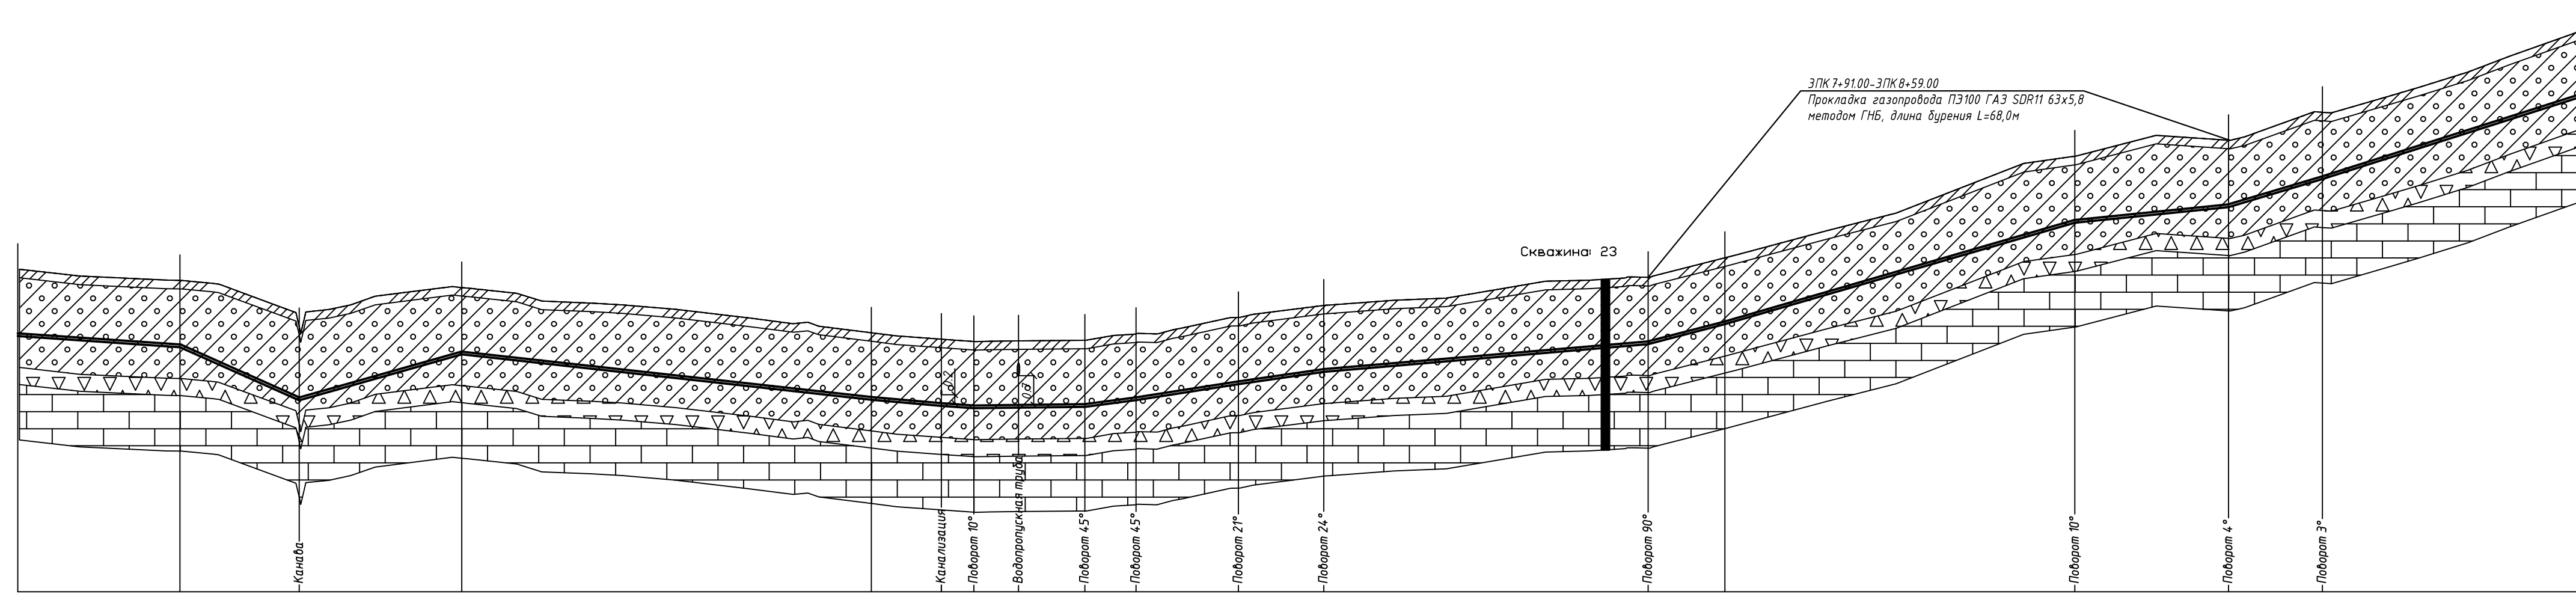 ЗПК7+91.00-ЗПК8+59.00
Прокладка газопровода ПЭ100 ГАЗ SDR11 63х5,8
методом ГНБ, длина бурения L=68,0м
Скважина: 23
Канава
Канализация
Поворот 10°
Водопропускная труба
Поворот 45°
Поворот 45°
Поворот 21°
Поворот 24°
Поворот 90°
Поворот 10°
Поворот 4°
Поворот 3°